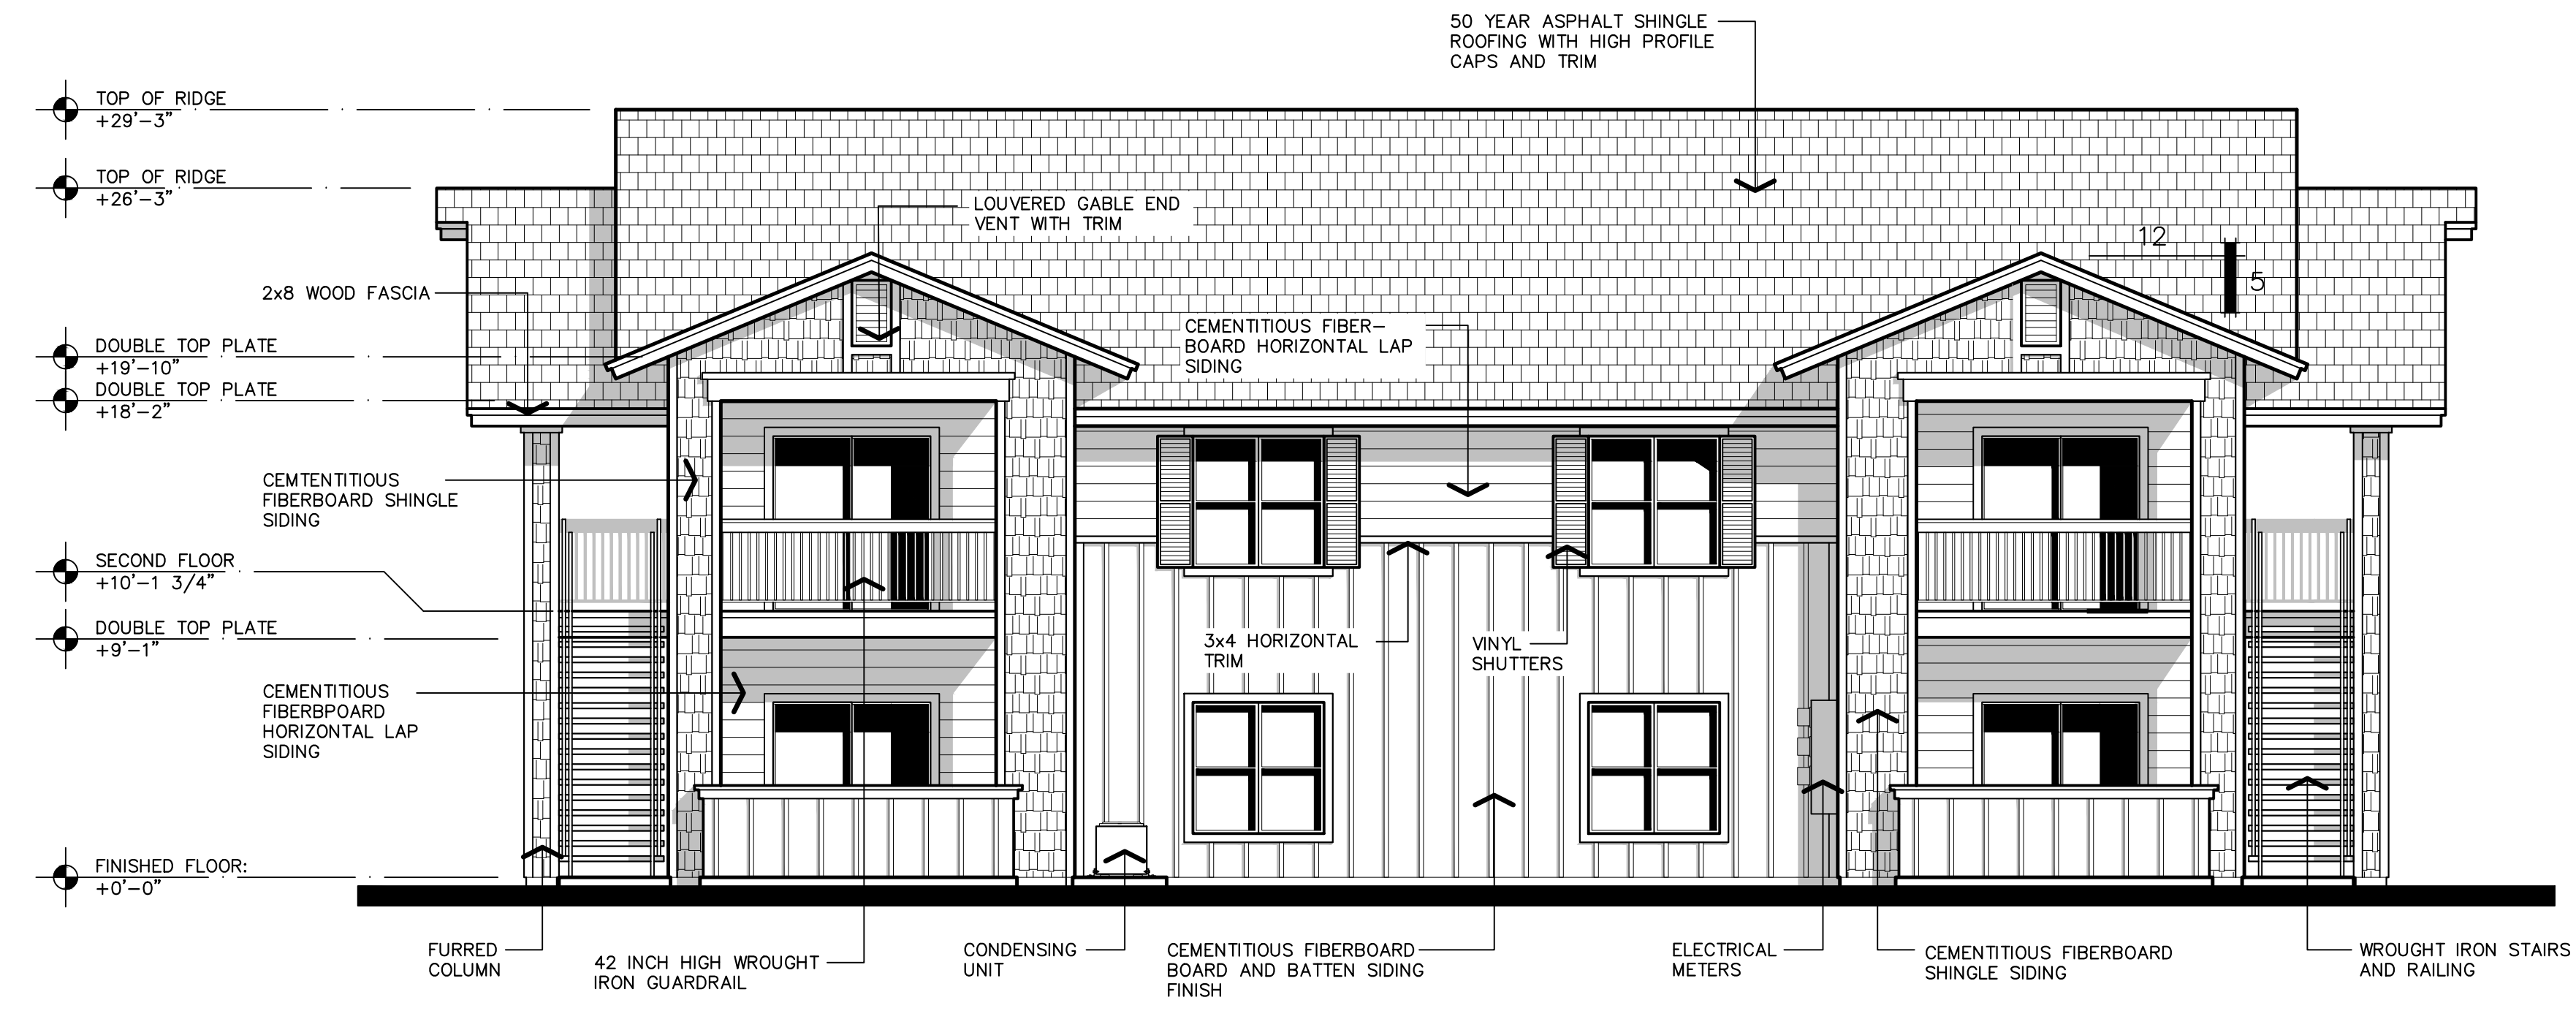 50 YEAR ASPHALT SHINGLE
ROOFING WITH HIGH PROFILE
CAPS AND TRIM
TOP OF RIDGE
+29'-3"
TOP OF RIDGE
+26'-3"
LOUVERED GABLE END
VENT WITH TRIM
12
5
2x8 WOOD FASCIA
CEMENTITIOUS FIBER-
BOARD HORIZONTAL LAP
SIDING
DOUBLE TOP PLATE
+19'-10"
DOUBLE TOP PLATE
+18'-2"
CEMTENTITIOUS
FIBERBOARD SHINGLE
SIDING
SECOND FLOOR
+10'-1 3/4"
DOUBLE TOP PLATE
+9'-1"
3x4 HORIZONTAL
TRIM
VINYL
SHUTTERS
CEMENTITIOUS
FIBERBPOARD
HORIZONTAL LAP
SIDING
FINISHED FLOOR:
+0'-0"
FURRED
COLUMN
42 INCH HIGH WROUGHT
IRON GUARDRAIL
CONDENSING
UNIT
CEMENTITIOUS FIBERBOARD
BOARD AND BATTEN SIDING
FINISH
ELECTRICAL
METERS
CEMENTITIOUS FIBERBOARD
SHINGLE SIDING
WROUGHT IRON STAIRS
AND RAILING